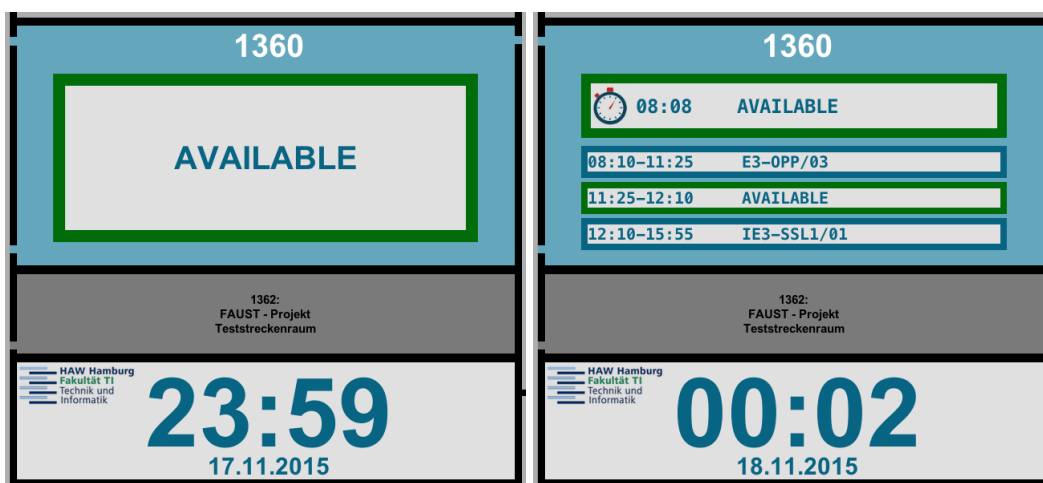 1360
AVAILABLE
1362:
FAUST - Projekt
Teststreckenraum
HAW Hamburg
Fakultät TI
Technik und
Informatik
23:59
17.11.2015
1360
08:08 AVAILABLE
08:10–11:25 E3–OPP/03
11:25–12:10 AVAILABLE
12:10–15:55 IE3–SSL1/01
1362:
FAUST - Projekt
Teststreckenraum
HAW Hamburg
Fakultät TI
Technik und
Informatik
00:02
18.11.2015